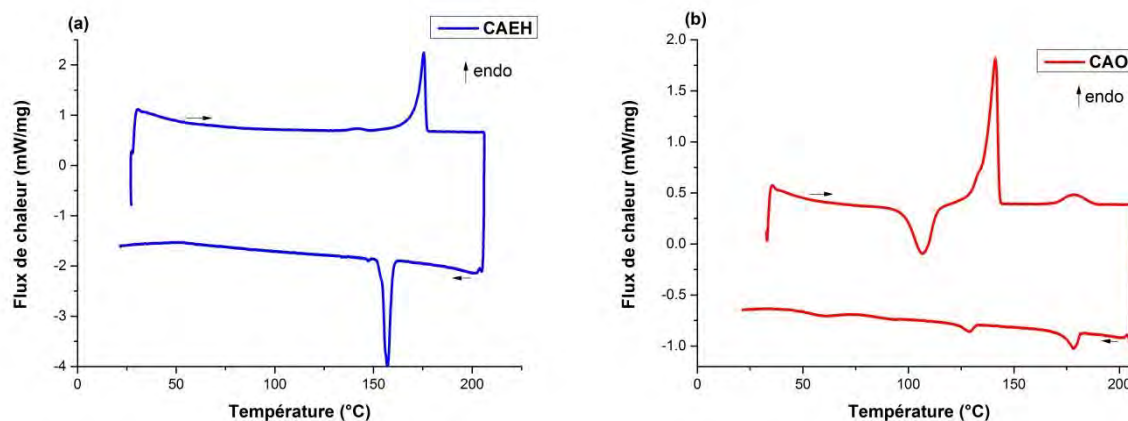 (a)
CAEH
endo
2
1
0
-1
-2
-3
-4
0
50
100
150
200
250
Flux de chaleur (mW/mg)
Température (°C)
(b)
CAO
endo
2.0
1.5
1.0
0.5
0.0
-0.5
-1.0
0
50
100
150
200
Flux de chaleur (mW/mg)
Température (°C)